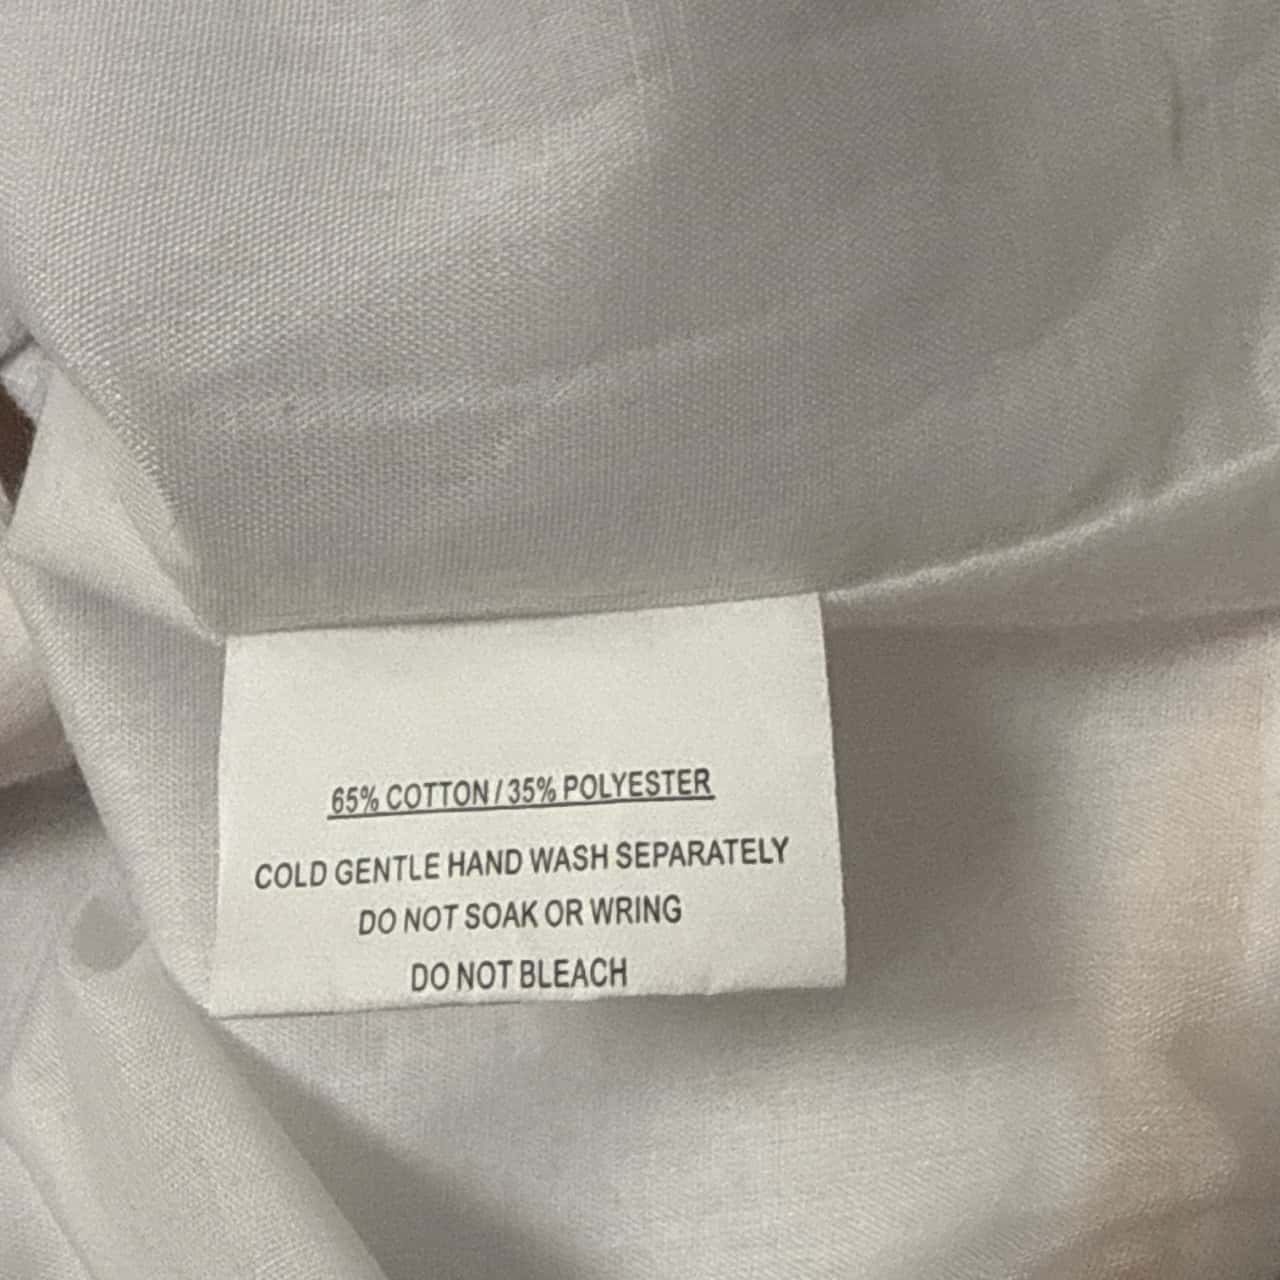 65% COTTON / 35% POLYESTER
COLD GENTLE HAND WASH SEPARATELY
DO NOT SOAK OR WRING
DO NOT BLEACH